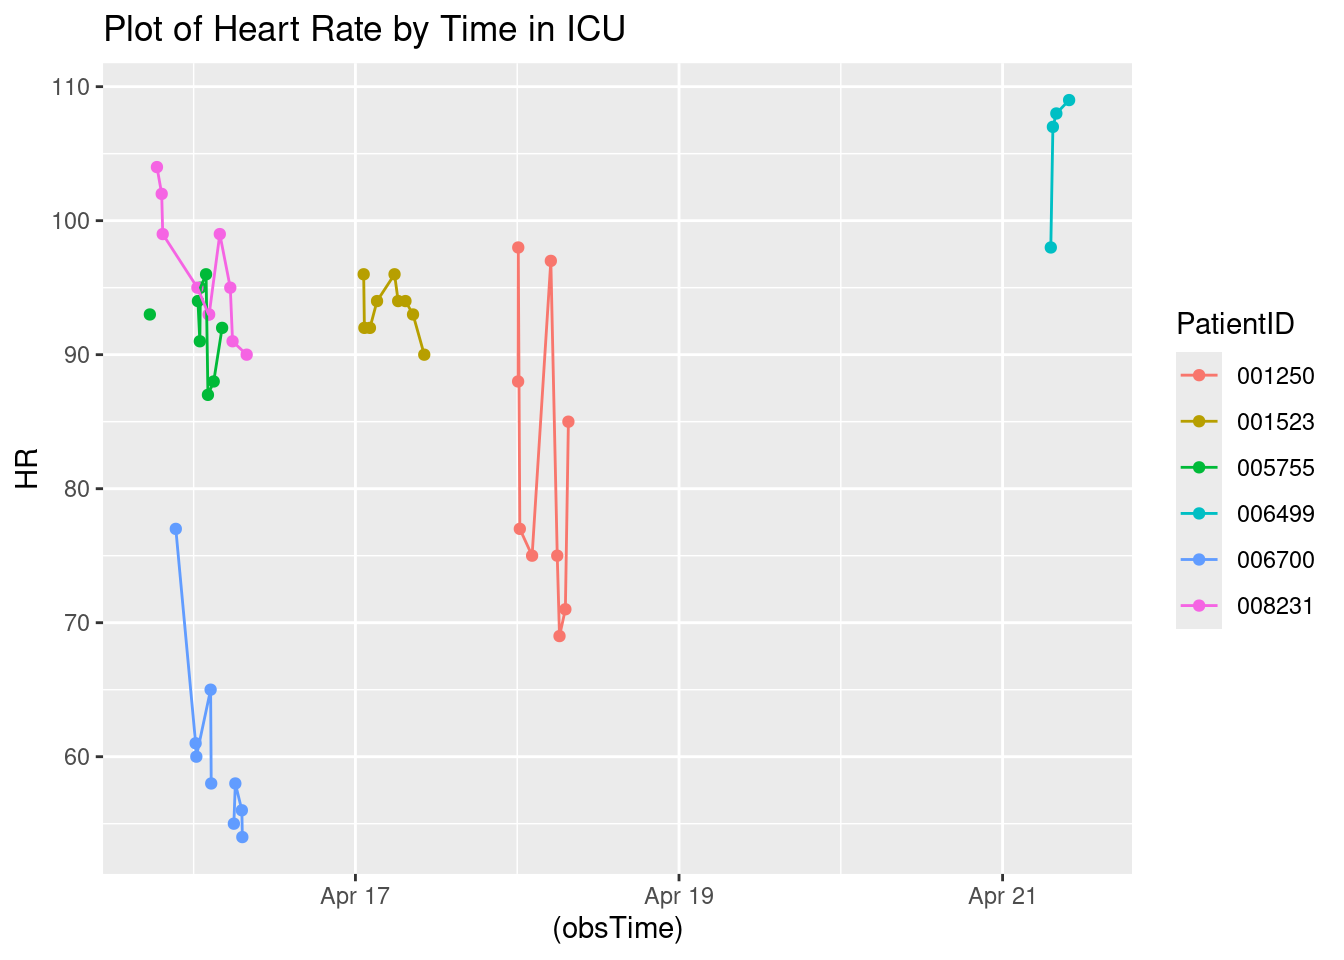 Plot of Heart Rate by Time in ICU
110
100
90
80
70
60
HR
Apr 17
Apr 19
Apr 21
(obsTime)
PatientID
001250
001523
005755
006499
006700
008231